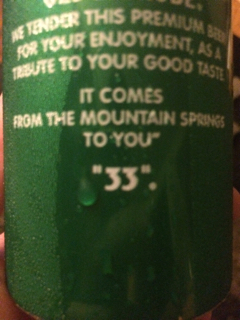 WE TENDER THIS PREMIUM BEER
FOR YOUR ENJOYMENT, AS A
TRIBUTE TO YOUR GOOD TASTE.
IT COMES
FROM THE MOUNTAIN SPRINGS
TO YOU"
"33".